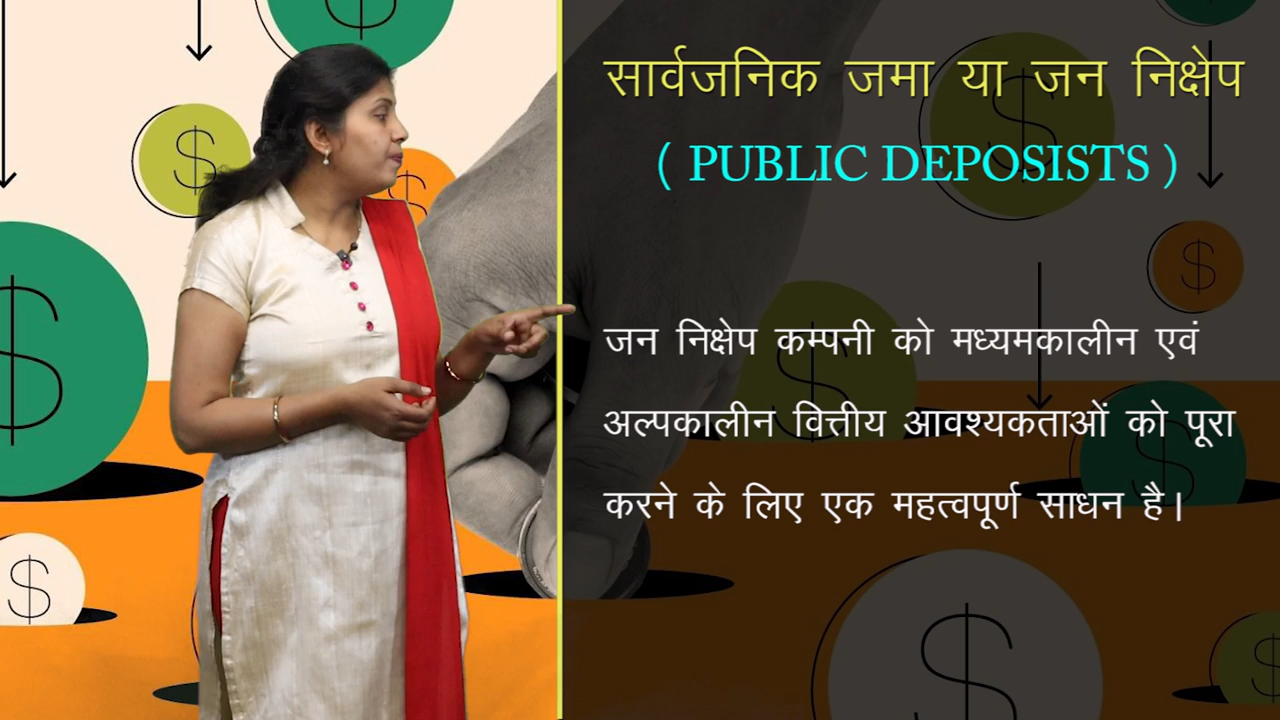 सार्वजनिक जमा या जन निक्षेप
( PUBLIC DEPOSISTS )
जन निक्षेप कम्पनी को मध्यमकालीन एवं
अल्पकालीन वित्तीय आवश्यकताओं को पूरा
करने के लिए एक महत्वपूर्ण साधन है।